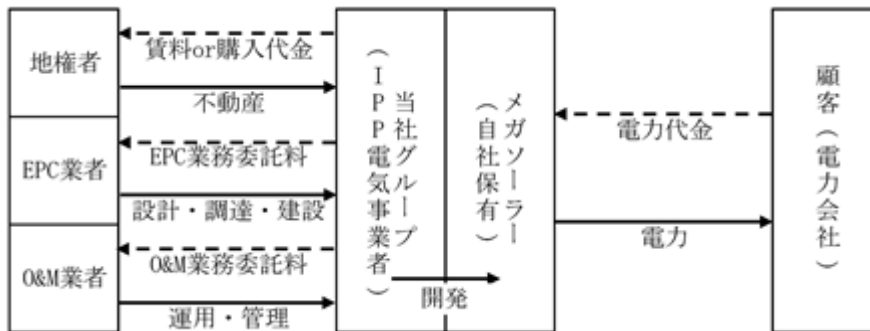 地権者
賃料or購入代金
不動産
EPC業者
EPC業務委託料
設計・調達・建設
O&M業者
O&M業務委託料
運用・管理
当社グループ
(IPP電気事業者)
開発
メガソーラー
(自社保有)
電力代金
電力
顧客(電力会社)